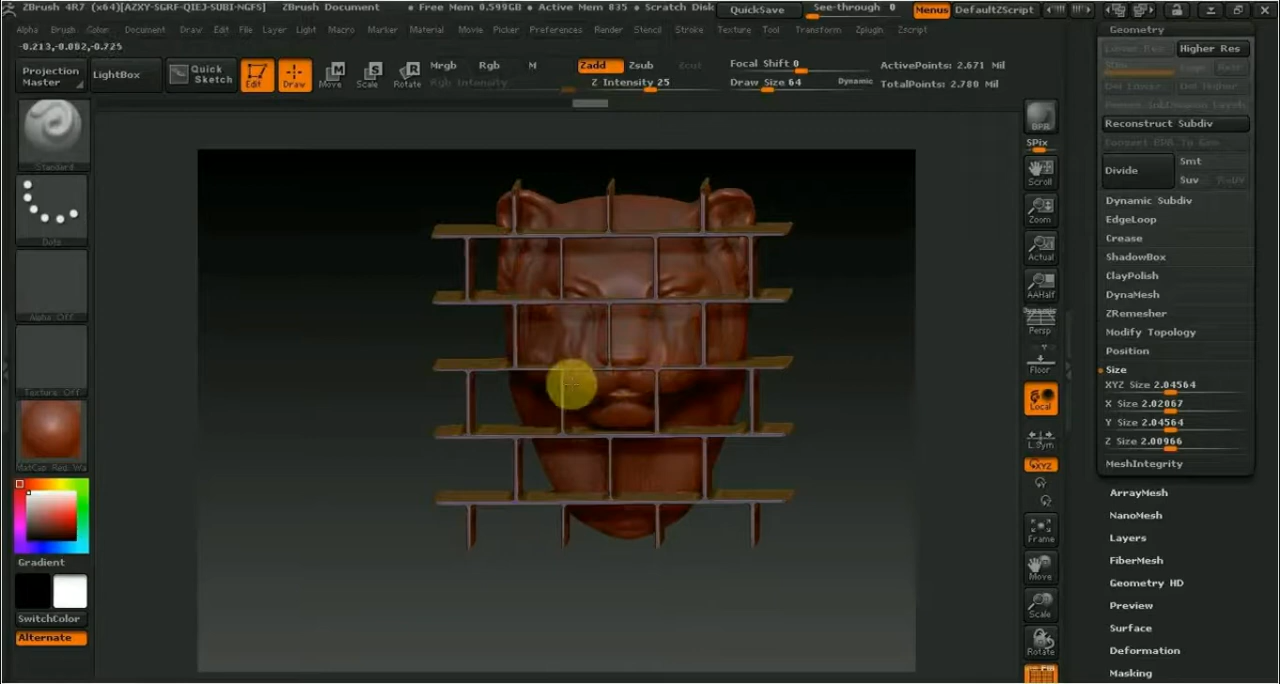 ZBrush 4R7 (x64)[AZXY-SGRF-QIEJ-SUBI-NGFS] ZBrush Document • Free Mem 0.599GB • Active Mem 835 • Scratch Disk QuickSave See-through 0 Menus DefaultZScript
Alpha Brush Color Document Draw Edit File Layer Light Macro Marker Material Movie Picker Preferences Render Stencil Stroke Texture Tool Transform Zplugin Zscript
-0.213,-0.082,-0.725
Projection Master
LightBox
Quick Sketch
Edit
Draw
Move
Scale
Rotate
Mrgb Rgb M
Rgb Intensity
Zadd Zsub Zcut
Z Intensity 25
Focal Shift 0
Draw Size 64 Dynamic
ActivePoints: 2.671 Mil
TotalPoints: 2.780 Mil
Standard
Dots
Alpha Off
Texture Off
MatCap Red Wa
Gradient
SwitchColor
Alternate
BPR
SPix
Scroll
Zoom
Actual
AAHalf
Dynamic
Persp
Floor
Local
L.Sym
XYZ
Frame
Move
Scale
Rotate
Geometry
Lower Res Higher Res
Reconstruct Subdiv
Divide
Smt
Suv
Dynamic Subdiv
EdgeLoop
Crease
ShadowBox
ClayPolish
DynaMesh
ZRemesher
Modify Topology
Position
Size
XYZ Size 2.04564
X Size 2.02067
Y Size 2.04564
Z Size 2.00966
MeshIntegrity
ArrayMesh
NanoMesh
Layers
FiberMesh
Geometry HD
Preview
Surface
Deformation
Masking